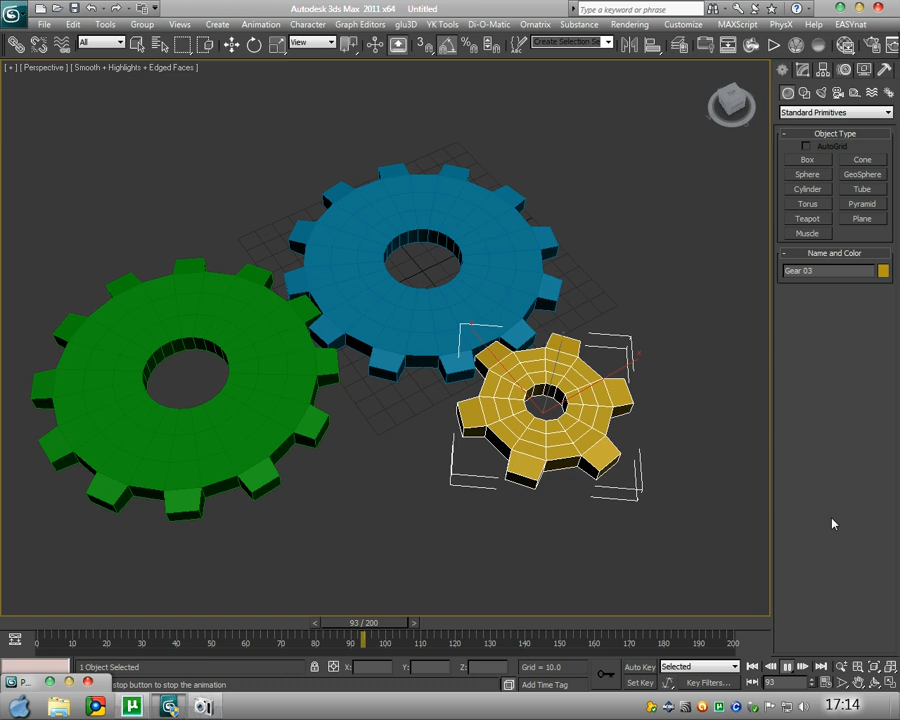 Autodesk 3ds Max 2011 x64 Untitled
Type a keyword or phrase
File Edit Tools Group Views Create Animation Character Graph Editors glu3D YK Tools Di-O-Matic Ornatrix Substance Rendering Customize MAXScript PhysX Help EASYnat
All
View
3
Create Selection Se
[ + ] [ Perspective ] [ Smooth + Highlights + Edged Faces ]
Standard Primitives
- Object Type
AutoGrid
Box Cone
Sphere GeoSphere
Cylinder Tube
Torus Pyramid
Teapot Plane
Muscle
- Name and Color
Gear 03
< 93 / 200 >
0 10 20 30 40 50 60 70 80 90 100 110 120 130 140 150 160 170 180 190 200
1 Object Selected
X: Y: Z:
Grid = 10.0
Auto Key Selected
P...
stop button to stop the animation
Add Time Tag
Set Key Key Filters...
93
17:14